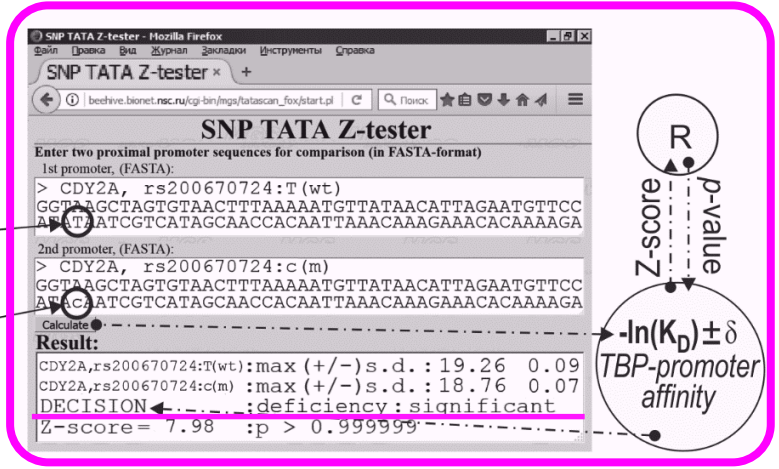 SNP TATA Z-tester - Mozilla Firefox
Файл Правка Вид Журнал Закладки Инструменты Справка
SNP TATA Z-tester × +
beehive.bionet.nsc.ru/cgi-bin/mgs/tatascan_fox/start.pl C Поиск
SNP TATA Z-tester
Enter two proximal promoter sequences for comparison (in FASTA-format)
1st promoter, (FASTA):
> CDY2A, rs200670724:T(wt)
GGTAAGCTAGTGTAACTTTAAAAATGTTATAACATTAGAATGTTCC
ATATAATCGTCATAGCAACCACAATTAAACAAAGAAACACAAAAGA
2nd promoter, (FASTA):
> CDY2A, rs200670724:c(m)
GGTAAGCTAGTGTAACTTTAAAAATGTTATAACATTAGAATGTTCC
ATAcAATCGTCATAGCAACCACAATTAAACAAAGAAACACAAAAGA
Calculate
Result:
CDY2A,rs200670724:T(wt):max(+/-)s.d.:19.26 0.09
CDY2A,rs200670724:c(m) :max(+/-)s.d.:18.76 0.07
DECISION :deficiency:significant
Z-score= 7.98 :p > 0.999999
R
Z-score
p-value
-ln(K_D)±δ
TBP-promoter
affinity